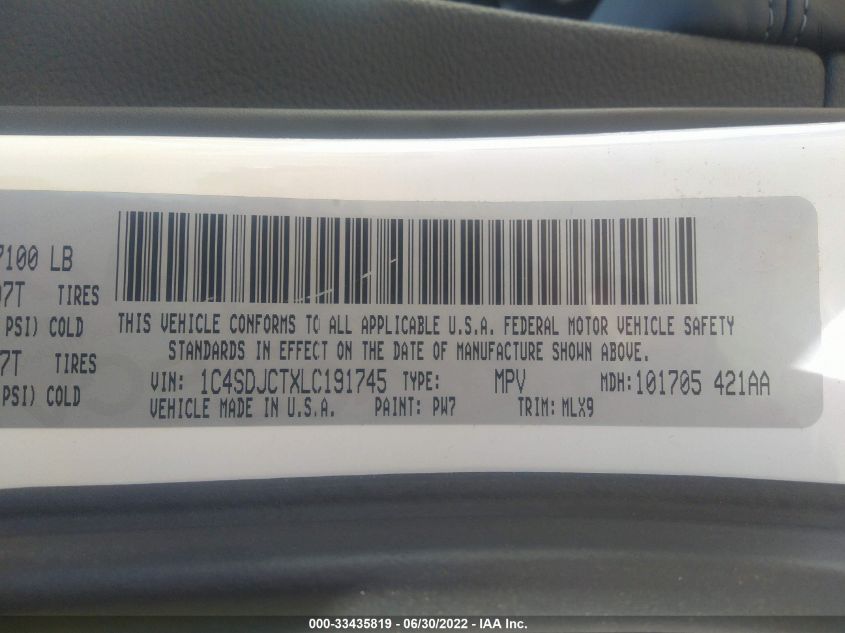 7100 LB
7T TIRES
PSI) COLD
7T TIRES
PSI) COLD
THIS VEHICLE CONFORMS TO ALL APPLICABLE U.S.A. FEDERAL MOTOR VEHICLE SAFETY
STANDARDS IN EFFECT ON THE DATE OF MANUFACTURE SHOWN ABOVE.
VIN: 1C4SDJCTXLC191745 TYPE: MPV MDH: 101705 421AA
VEHICLE MADE IN U.S.A. PAINT: PW7 TRIM: MLX9
000-33435819 - 06/30/2022 - IAA Inc.